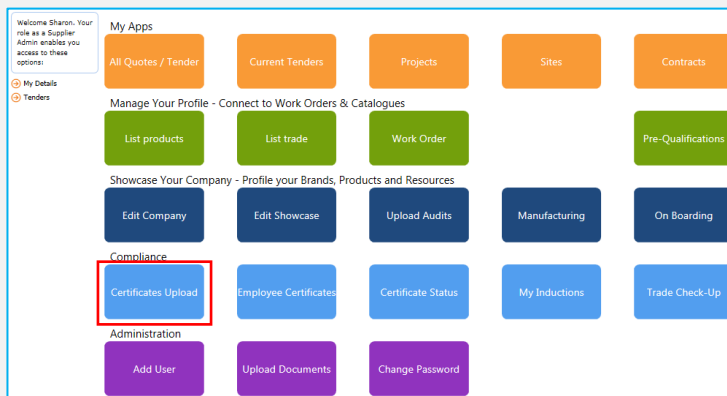 Welcome Sharon. Your
role as a Supplier
Admin enables you
access to these
options:
My Details
Tenders
My Apps
All Quotes / Tender
Current Tenders
Projects
Sites
Contracts
Manage Your Profile - Connect to Work Orders & Catalogues
List products
List trade
Work Order
Pre-Qualifications
Showcase Your Company - Profile your Brands, Products and Resources
Edit Company
Edit Showcase
Upload Audits
Manufacturing
On Boarding
Compliance
Certificates Upload
Employee Certificates
Certificate Status
My Inductions
Trade Check-Up
Administration
Add User
Upload Documents
Change Password